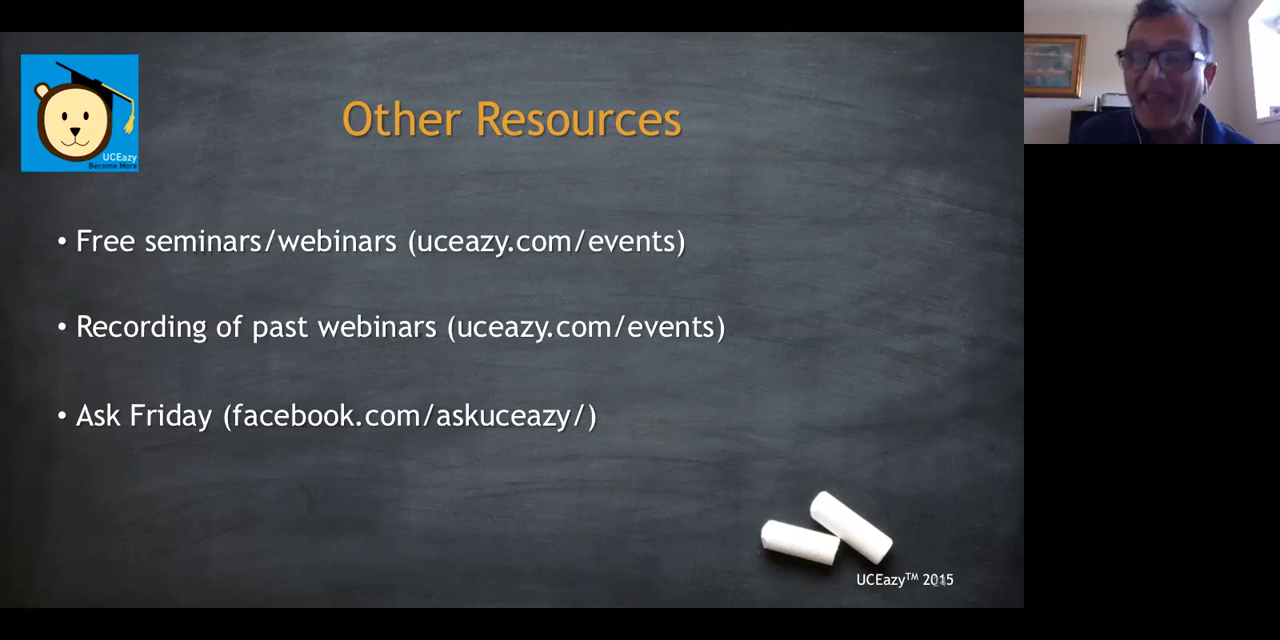 UCEazy
Become More
Other Resources
• Free seminars/webinars (uceazy.com/events)
• Recording of past webinars (uceazy.com/events)
• Ask Friday (facebook.com/askuceazy/)
UCEazy™ 2015